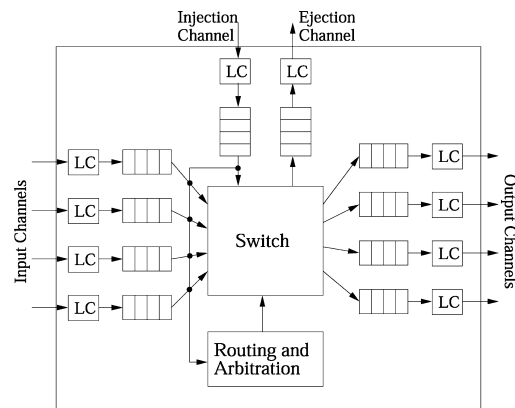 Injection
Channel
Ejection
Channel
LC
LC
LC
LC
LC
LC
LC
LC
LC
LC
Input Channels
Switch
Output Channels
Routing and
Arbitration